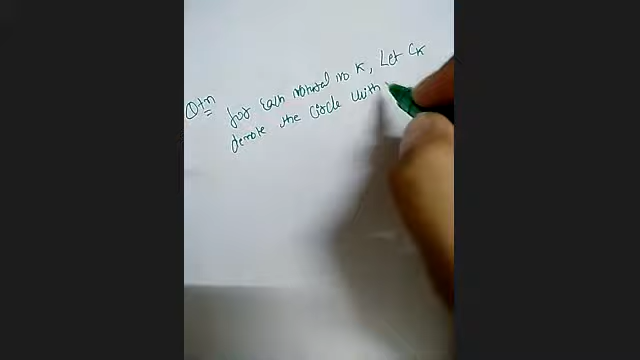 Qtn for each natural no K, Let CK
denote the circle with